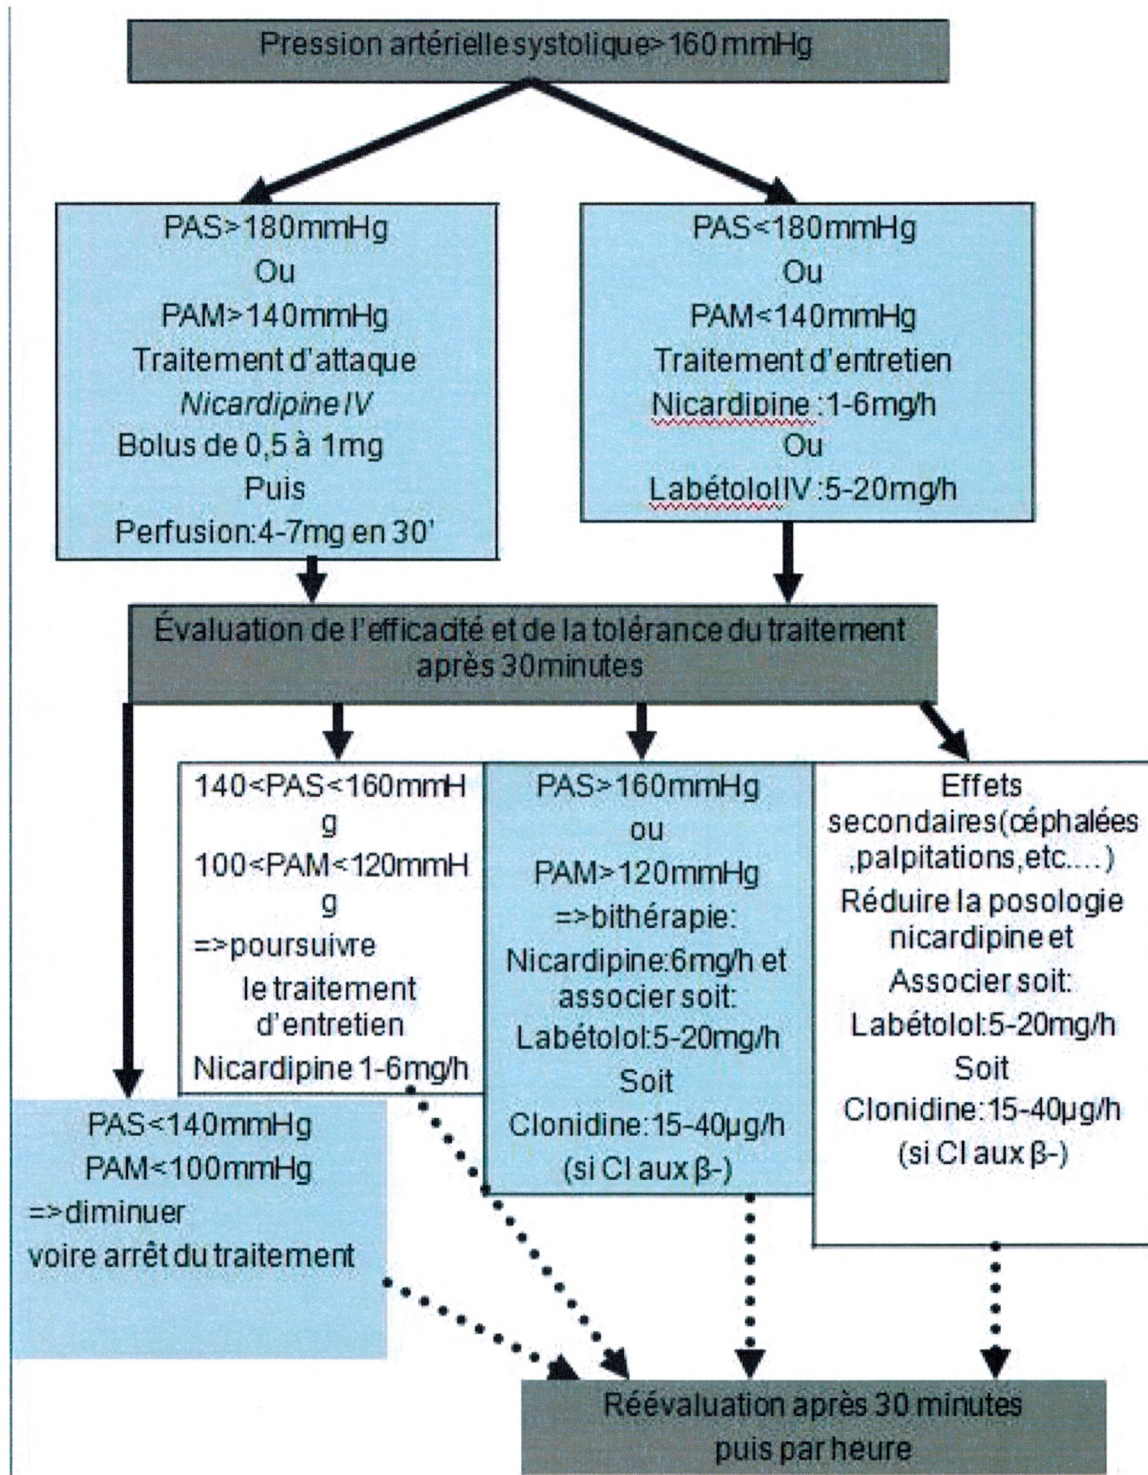 Pression artérielle systolique>160 mmHg
PAS>180mmHg
Ou
PAM>140mmHg
Traitement d'attaque
Nicardipine IV
Bolus de 0,5 à 1mg
Puis
Perfusion:4-7mg en 30'
PAS<180mmHg
Ou
PAM<140mmHg
Traitement d'entretien
Nicardipine :1-6mg/h
Ou
Labétolol IV :5-20mg/h
Évaluation de l'efficacité et de la tolérance du traitement
après 30 minutes
140<PAS<160mmH
g
100<PAM<120mmH
g
=>poursuivre
le traitement
d'entretien
Nicardipine 1-6mg/h
PAS>160mmHg
ou
PAM>120mmHg
=>bithérapie:
Nicardipine:6mg/h et
associer soit:
Labétolol:5-20mg/h
Soit
Clonidine:15-40µg/h
(si CI aux β-)
Effets
secondaires(céphalées
,palpitations,etc....)
Réduire la posologie
nicardipine et
Associer soit:
Labétolol:5-20mg/h
Soit
Clonidine:15-40µg/h
(si CI aux β-)
PAS<140mmHg
PAM<100mmHg
=>diminuer
voire arrêt du traitement
Réévaluation après 30 minutes
puis par heure